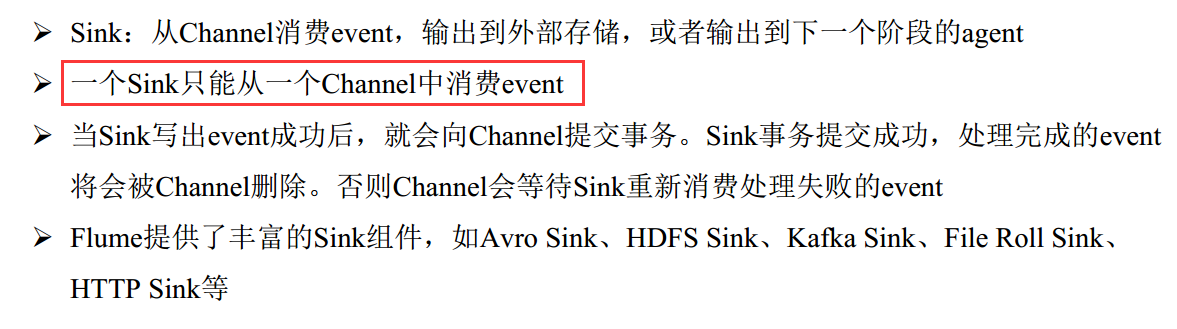 ➤ Sink：从Channel消费event，输出到外部存储，或者输出到下一个阶段的agent
➤ 一个Sink只能从一个Channel中消费event
➤ 当Sink写出event成功后，就会向Channel提交事务。Sink事务提交成功，处理完成的event
将会被Channel删除。否则Channel会等待Sink重新消费处理失败的event
➤ Flume提供了丰富的Sink组件，如Avro Sink、HDFS Sink、Kafka Sink、File Roll Sink、
HTTP Sink等